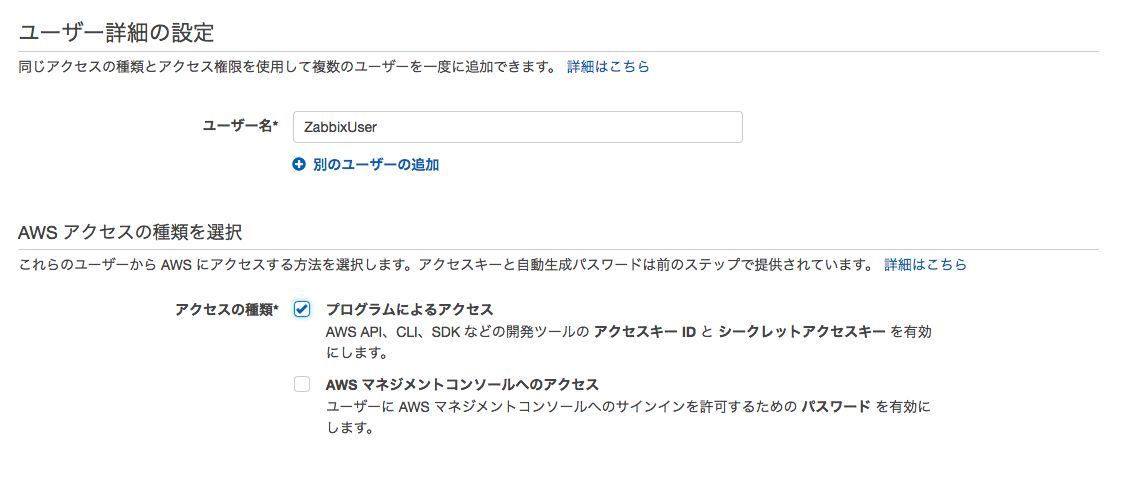 ユーザー詳細の設定
同じアクセスの種類とアクセス権限を使用して複数のユーザーを一度に追加できます。 詳細はこちら
ユーザー名* ZabbixUser
別のユーザーの追加
AWS アクセスの種類を選択
これらのユーザーから AWS にアクセスする方法を選択します。アクセスキーと自動生成パスワードは前のステップで提供されています。 詳細はこちら
アクセスの種類* プログラムによるアクセス
AWS API、CLI、SDK などの開発ツールの アクセスキー ID と シークレットアクセスキー を有効
にします。
AWS マネジメントコンソールへのアクセス
ユーザーに AWS マネジメントコンソールへのサインインを許可するための パスワード を有効に
します。